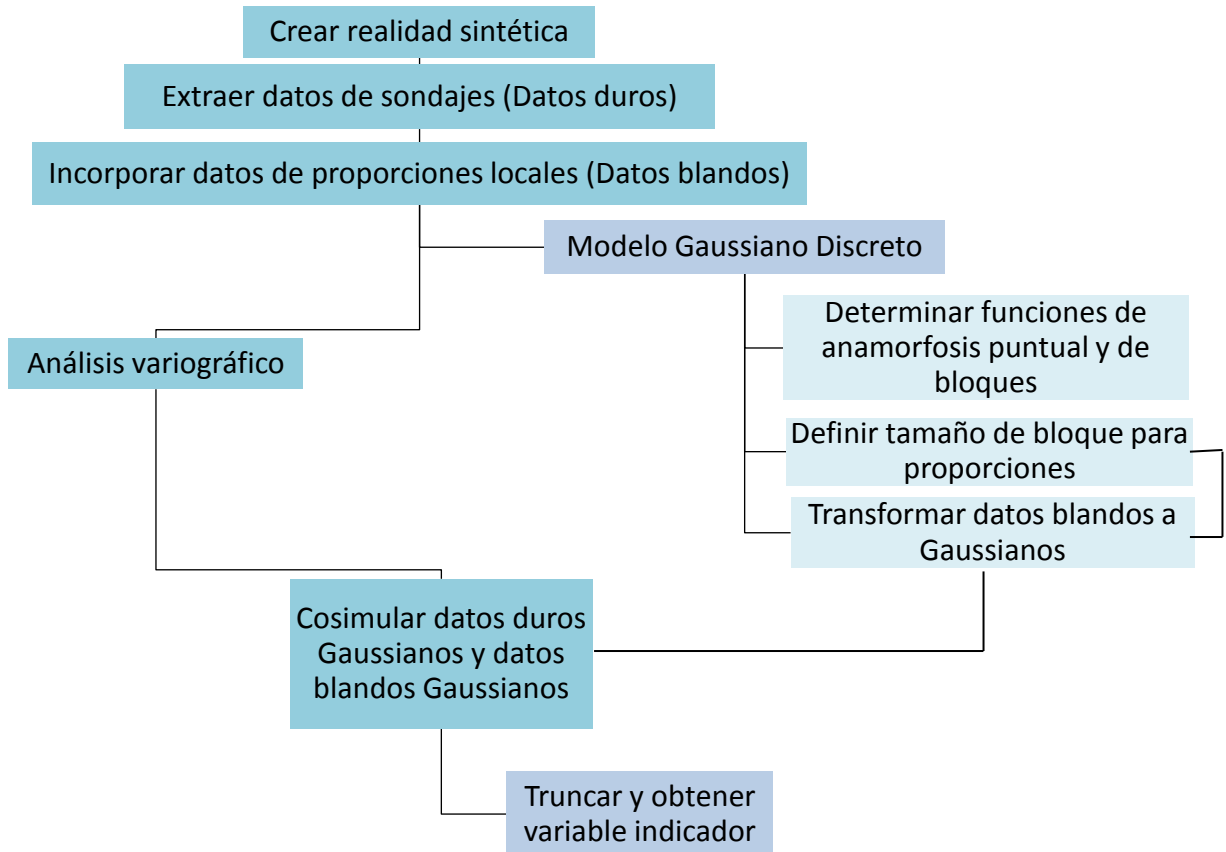 Crear realidad sintética
Extraer datos de sondajes (Datos duros)
Incorporar datos de proporciones locales (Datos blandos)
Modelo Gaussiano Discreto
Determinar funciones de
anamorfosis puntual y de
bloques
Análisis variográfico
Definir tamaño de bloque para
proporciones
Transformar datos blandos a
Gaussianos
Cosimular datos duros
Gaussianos y datos
blandos Gaussianos
Truncar y obtener
variable indicador